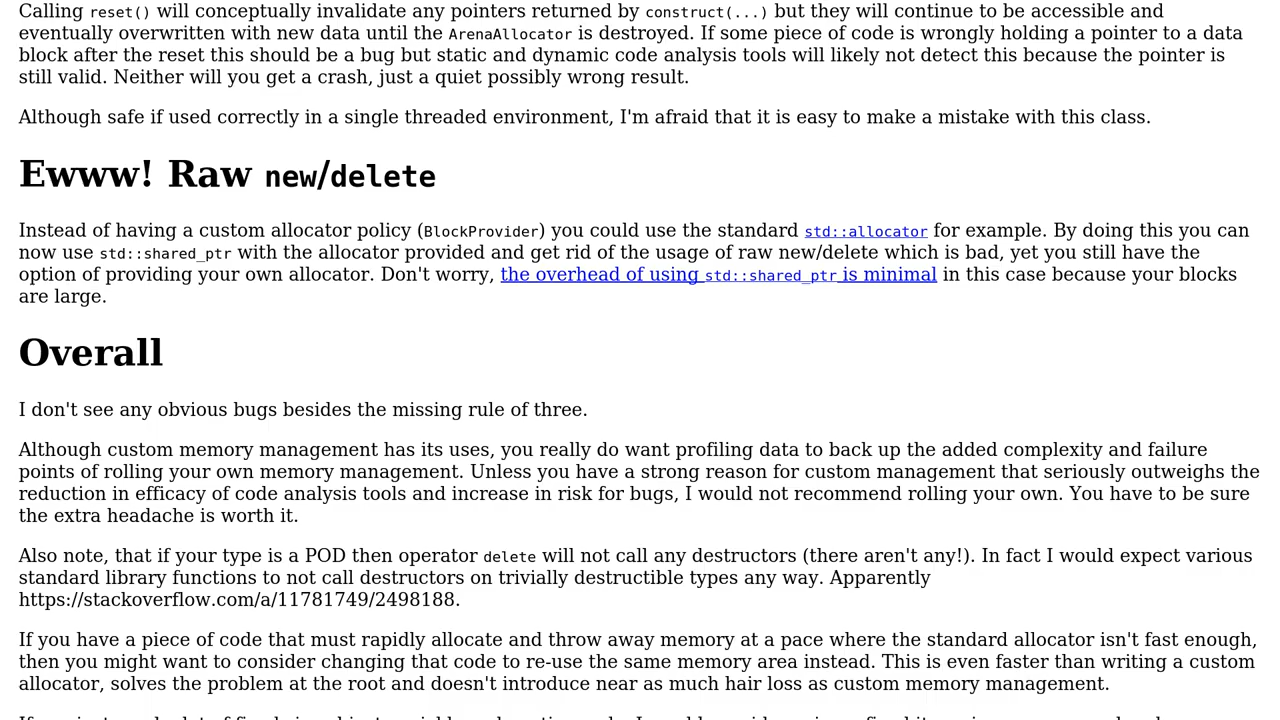 Calling reset() will conceptually invalidate any pointers returned by construct(...) but they will continue to be accessible and
eventually overwritten with new data until the ArenaAllocator is destroyed. If some piece of code is wrongly holding a pointer to a data
block after the reset this should be a bug but static and dynamic code analysis tools will likely not detect this because the pointer is
still valid. Neither will you get a crash, just a quiet possibly wrong result.
Although safe if used correctly in a single threaded environment, I'm afraid that it is easy to make a mistake with this class.
Ewww! Raw new/delete
Instead of having a custom allocator policy (BlockProvider) you could use the standard std::allocator for example. By doing this you can
now use std::shared_ptr with the allocator provided and get rid of the usage of raw new/delete which is bad, yet you still have the
option of providing your own allocator. Don't worry, the overhead of using std::shared_ptr is minimal in this case because your blocks
are large.
Overall
I don't see any obvious bugs besides the missing rule of three.
Although custom memory management has its uses, you really do want profiling data to back up the added complexity and failure
points of rolling your own memory management. Unless you have a strong reason for custom management that seriously outweighs the
reduction in efficacy of code analysis tools and increase in risk for bugs, I would not recommend rolling your own. You have to be sure
the extra headache is worth it.
Also note, that if your type is a POD then operator delete will not call any destructors (there aren't any!). In fact I would expect various
standard library functions to not call destructors on trivially destructible types any way. Apparently
https://stackoverflow.com/a/11781749/2498188.
If you have a piece of code that must rapidly allocate and throw away memory at a pace where the standard allocator isn't fast enough,
then you might want to consider changing that code to re-use the same memory area instead. This is even faster than writing a custom
allocator, solves the problem at the root and doesn't introduce near as much hair loss as custom memory management.